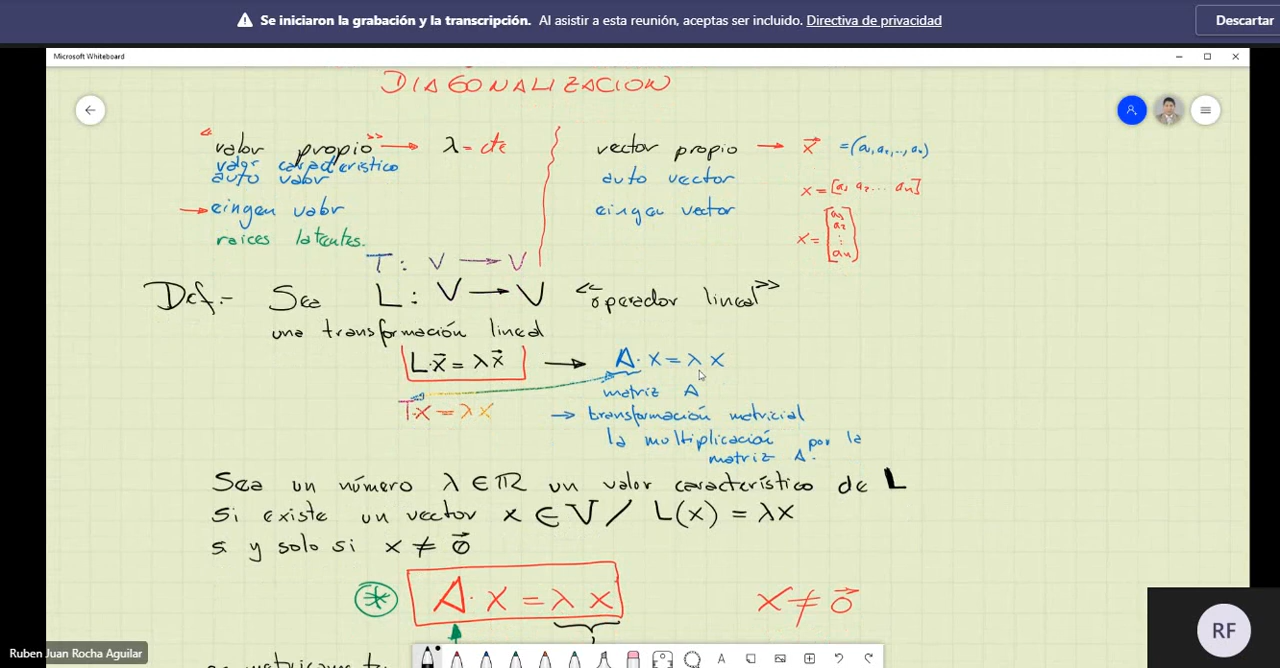 Se iniciaron la grabación y la transcripción. Al asistir a esta reunión, aceptas ser incluido. Directiva de privacidad
Descartar
Microsoft Whiteboard
DIAGONALIZACION
"valor propio" → λ = cte
valor característico
auto valor
→ eingen valor
raices latentes.
vector propio → x⃗ = (a₁, a₂, ..., aₙ)
auto vector
eingen vector
x = [a₁ a₂ ... aₙ]
x = [a₁ a₂ ⋮ aₙ]
T : V → V
Def.- Sea L : V → V «operador lineal»
una transformación lineal
L·x⃗ = λx⃗ → A · x = λ x
matriz A
T·x = λx
→ transformación matricial
la multiplicación por la
matriz A.
Sea un número λ ∈ ℝ un valor característico de L
si existe un vector x ∈ V / L(x) = λx
si y solo si x ≠ 0⃗
* A · x = λ x
x ≠ 0⃗
RF
Ruben Juan Rocha Aguilar